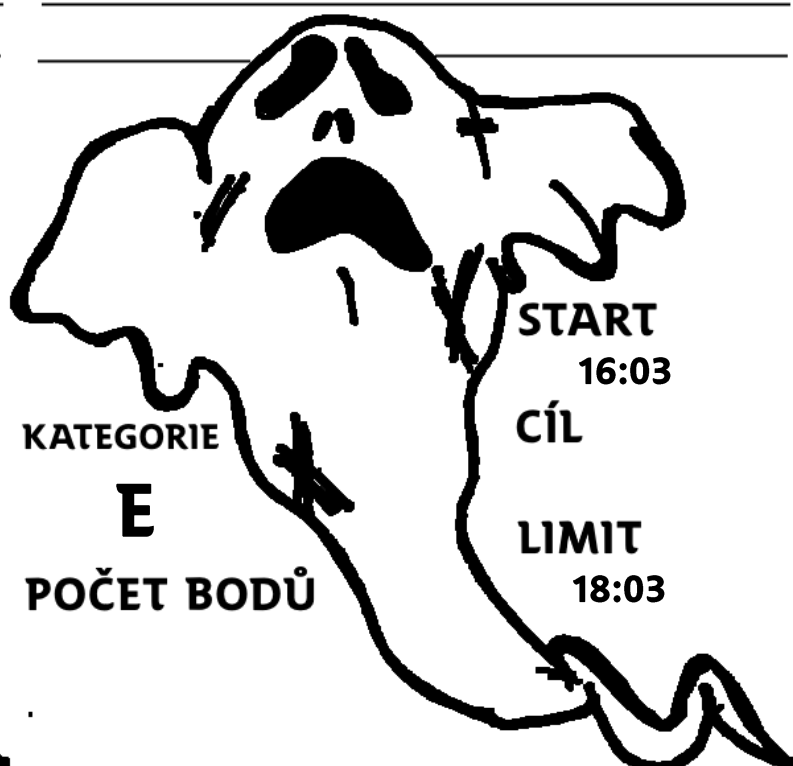 START
16:03
CÍL
KATEGORIE
E
LIMIT
18:03
POČET BODŮ